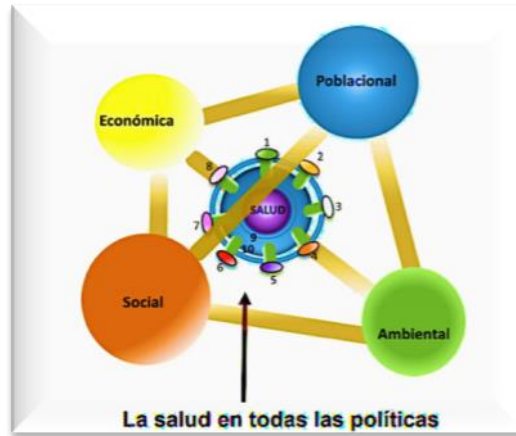 Poblacional
Económica
1
2
8
SALUD
3
7
9
10
4
6
5
Social
Ambiental
La salud en todas las políticas